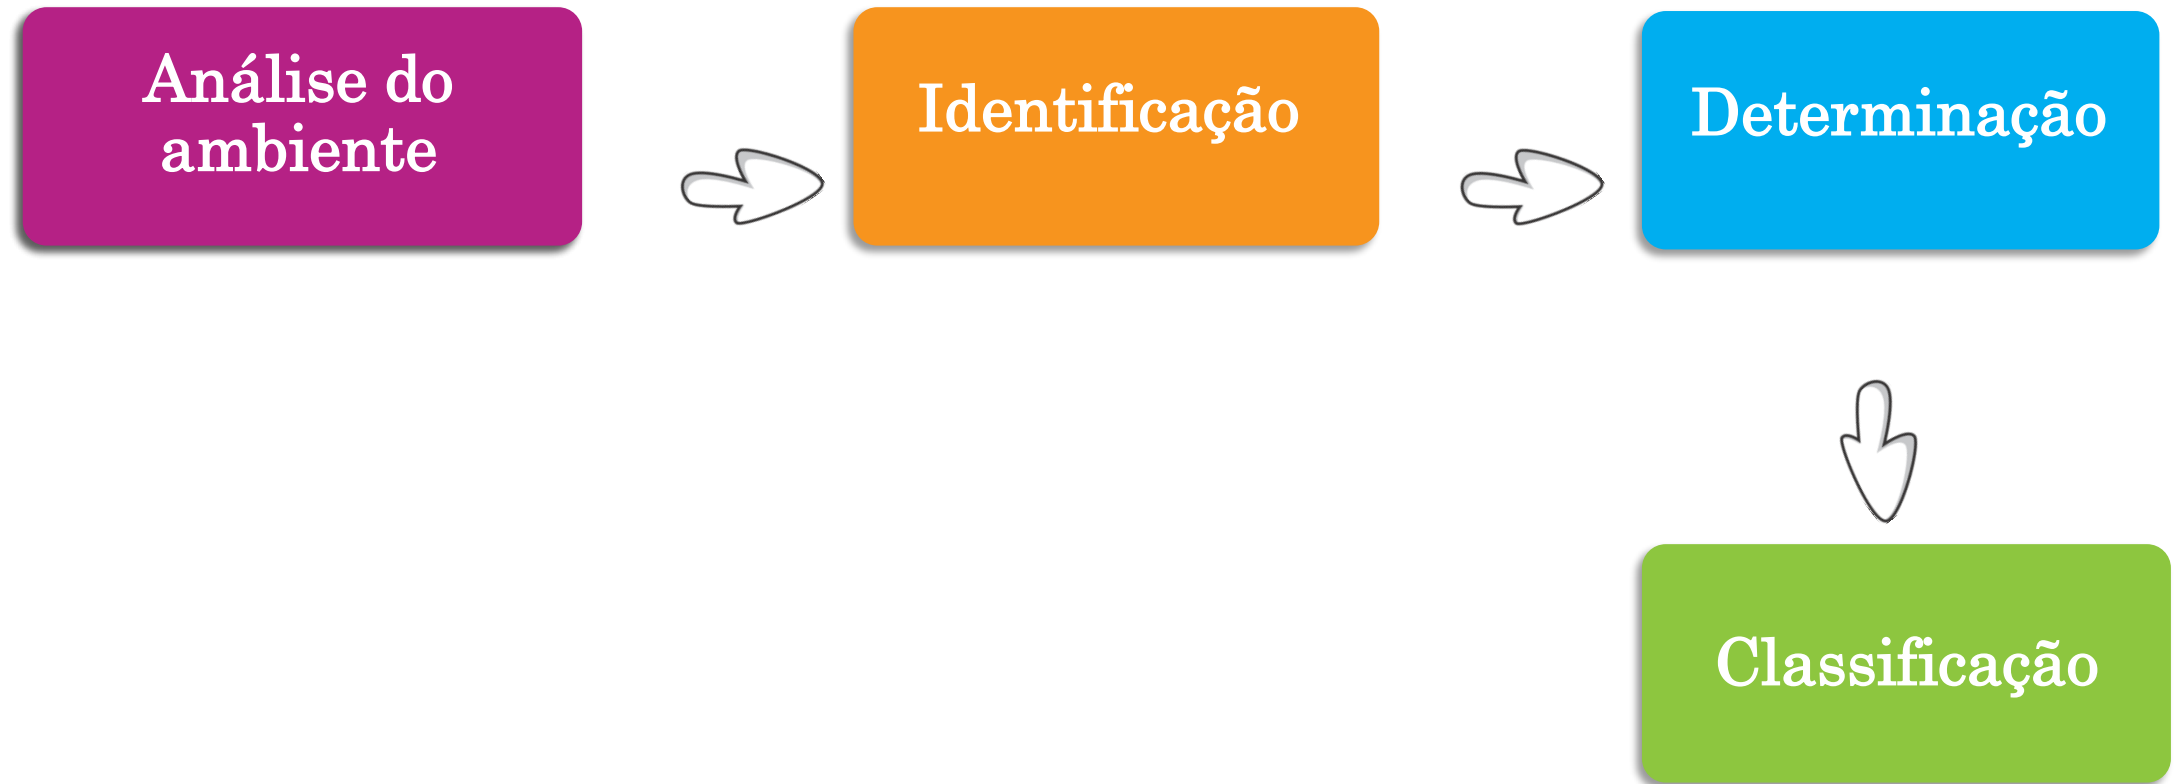 Análise do
ambiente
Identificação
Determinação
Classificação